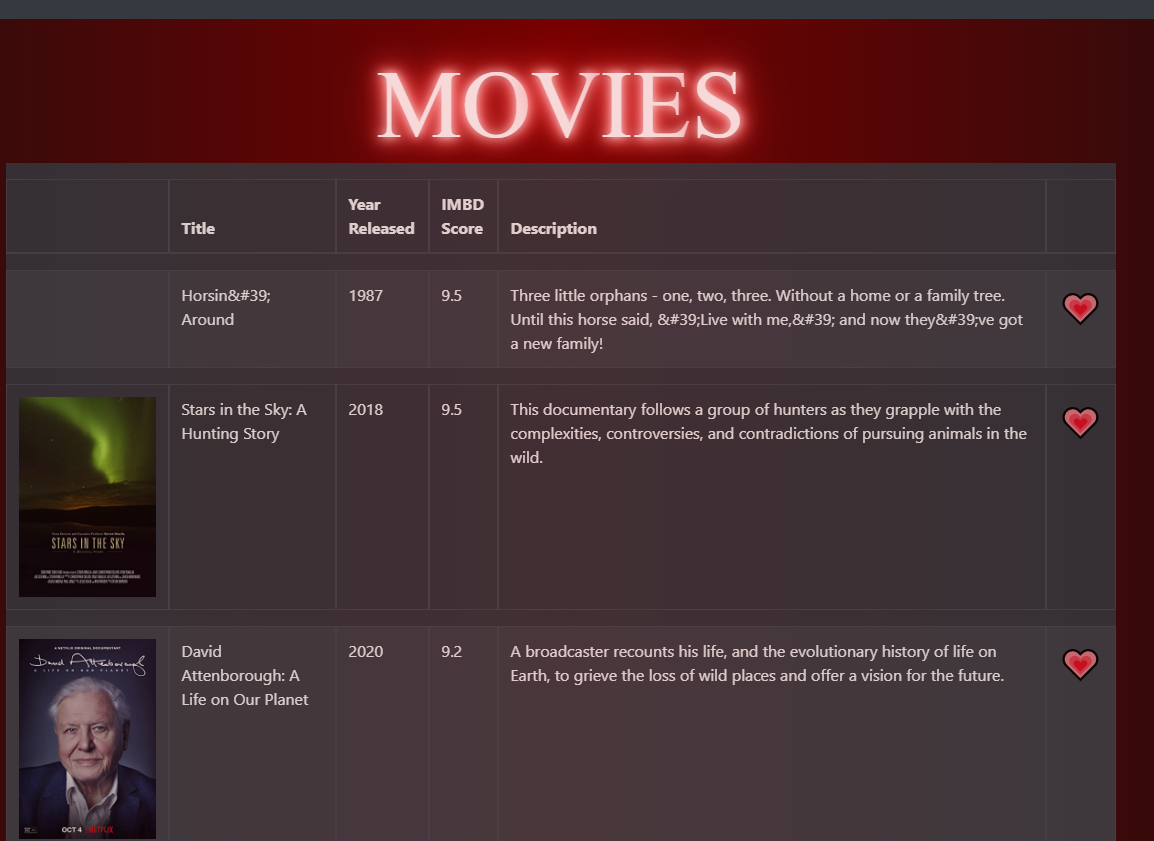 MOVIES
Title
Year
Released
IMBD
Score
Description
Horsin&#39;
Around
1987
9.5
Three little orphans - one, two, three. Without a home or a family tree.
Until this horse said, &#39;Live with me,&#39; and now they&#39;ve got
a new family!
STARS IN THE SKY
Stars in the Sky: A
Hunting Story
2018
9.5
This documentary follows a group of hunters as they grapple with the
complexities, controversies, and contradictions of pursuing animals in the
wild.
A NETFLIX ORIGINAL DOCUMENTARY
David Attenborough
A LIFE ON OUR PLANET
OCT 4 NETFLIX
David
Attenborough: A
Life on Our Planet
2020
9.2
A broadcaster recounts his life, and the evolutionary history of life on
Earth, to grieve the loss of wild places and offer a vision for the future.